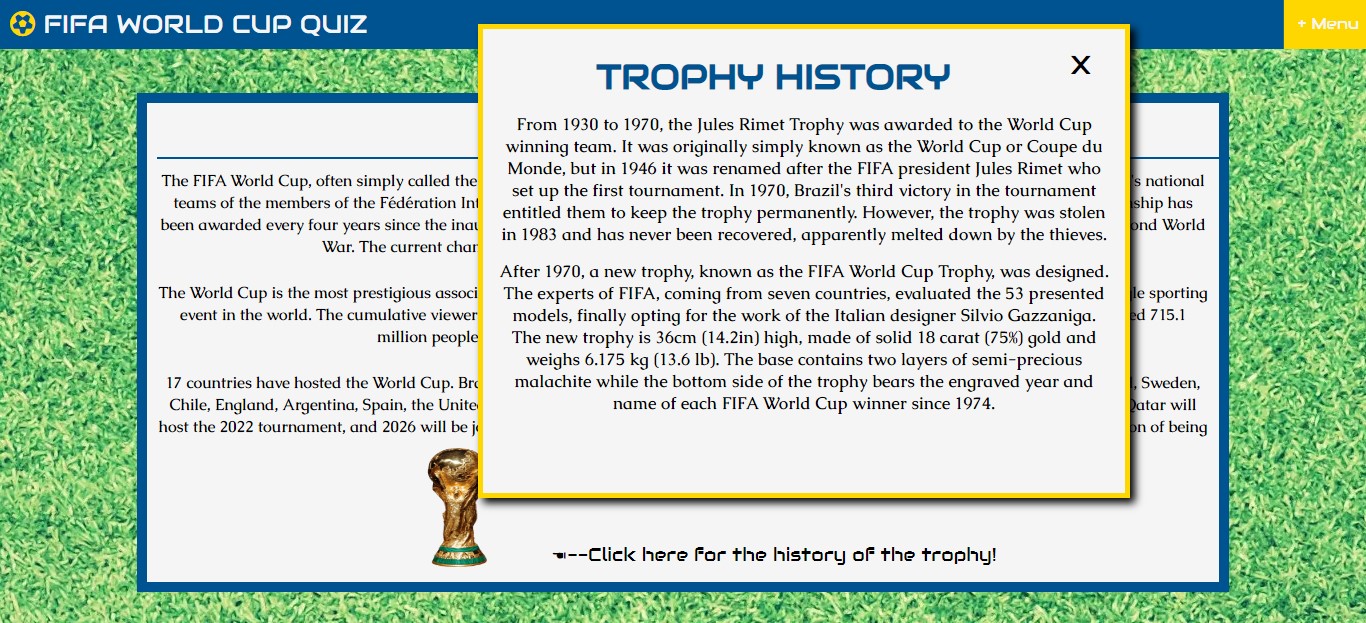 FIFA WORLD CUP QUIZ
+ Menu
X
TROPHY HISTORY
From 1930 to 1970, the Jules Rimet Trophy was awarded to the World Cup
winning team. It was originally simply known as the World Cup or Coupe du
Monde, but in 1946 it was renamed after the FIFA president Jules Rimet who
set up the first tournament. In 1970, Brazil's third victory in the tournament
entitled them to keep the trophy permanently. However, the trophy was stolen
in 1983 and has never been recovered, apparently melted down by the thieves.
After 1970, a new trophy, known as the FIFA World Cup Trophy, was designed.
The experts of FIFA, coming from seven countries, evaluated the 53 presented
models, finally opting for the work of the Italian designer Silvio Gazzaniga.
The new trophy is 36cm (14.2in) high, made of solid 18 carat (75%) gold and
weighs 6.175 kg (13.6 lb). The base contains two layers of semi-precious
malachite while the bottom side of the trophy bears the engraved year and
name of each FIFA World Cup winner since 1974.
The FIFA World Cup, often simply called the national
teams of the members of the Fédération has
been awarded every four years since the World
War. The current
The World Cup is the most prestigious sporting
event in the world. The cumulative 715.1
million people
17 countries have hosted the World Cup. Sweden,
Chile, England, Argentina, Spain, the Qatar will
host the 2022 tournament, and 2026 will be of being
☚--Click here for the history of the trophy!